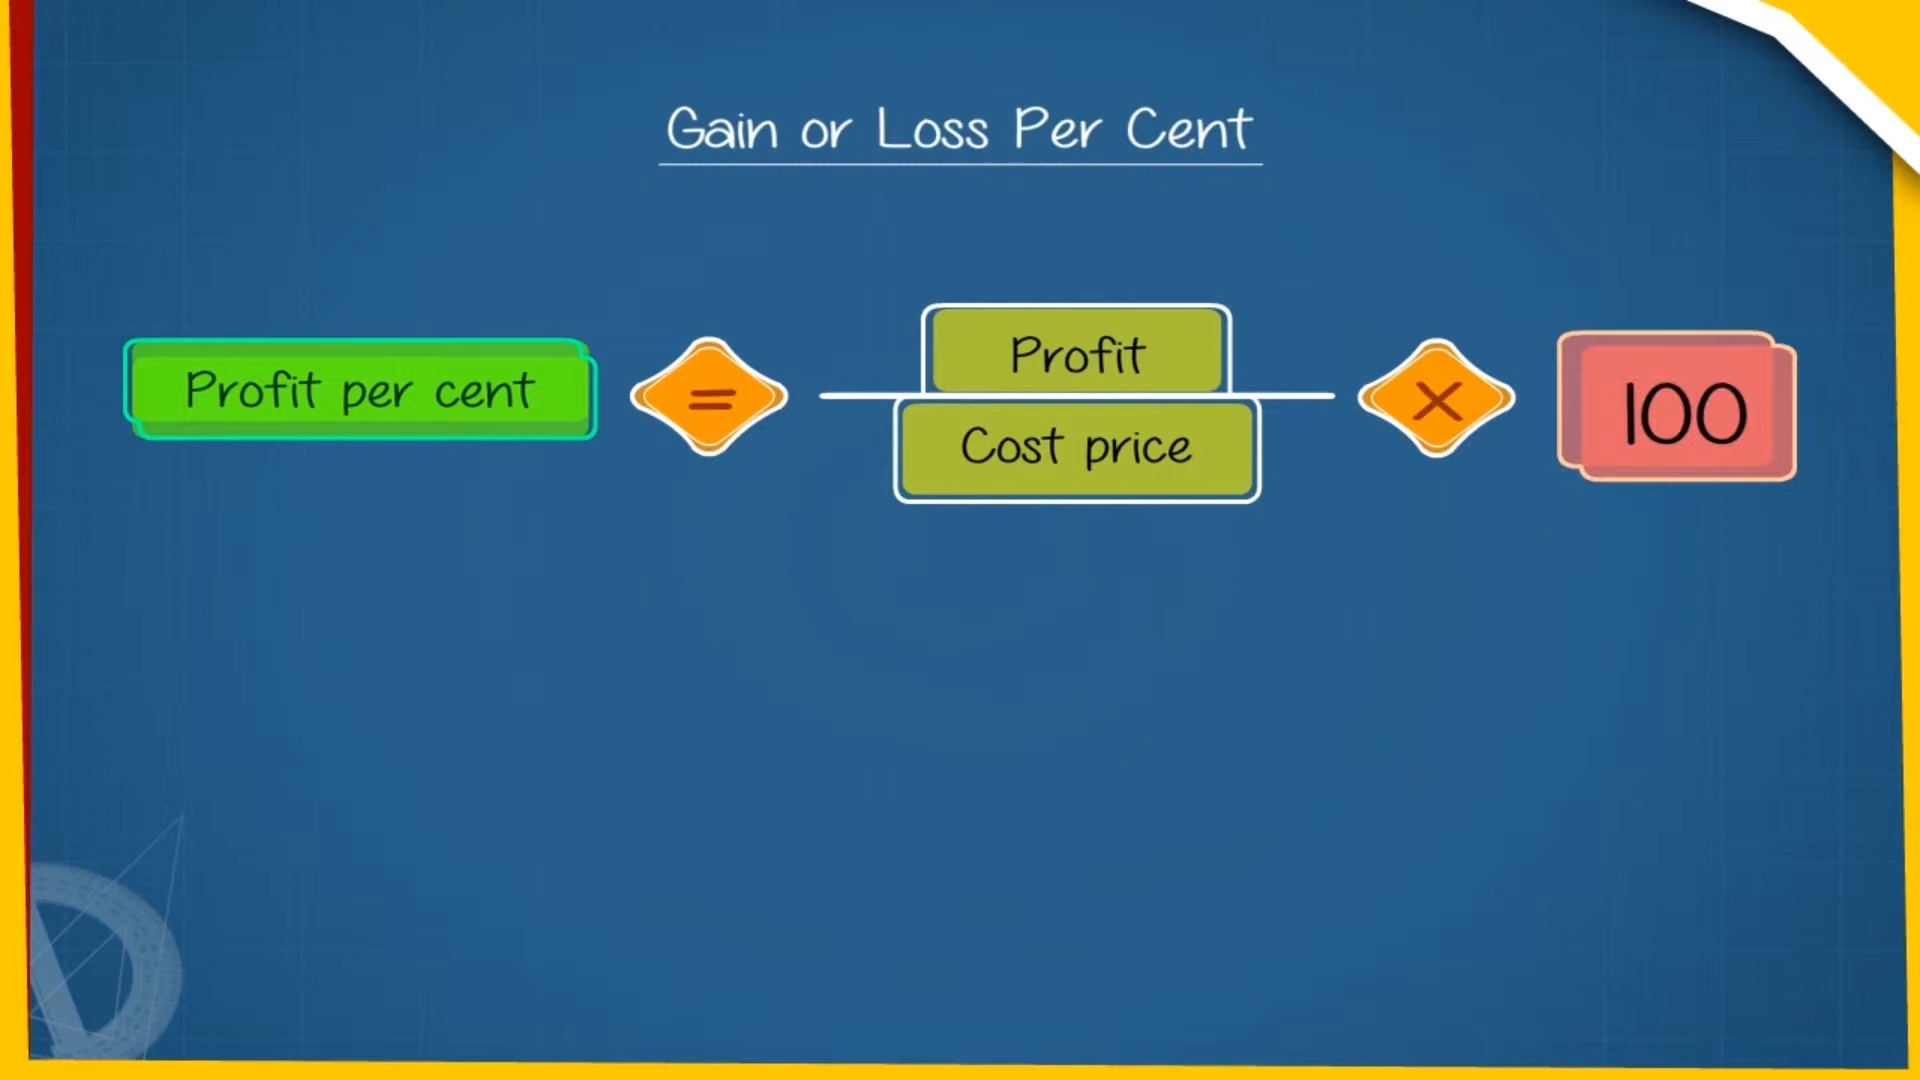 Gain or Loss Per Cent
Profit per cent = Profit / Cost price × 100